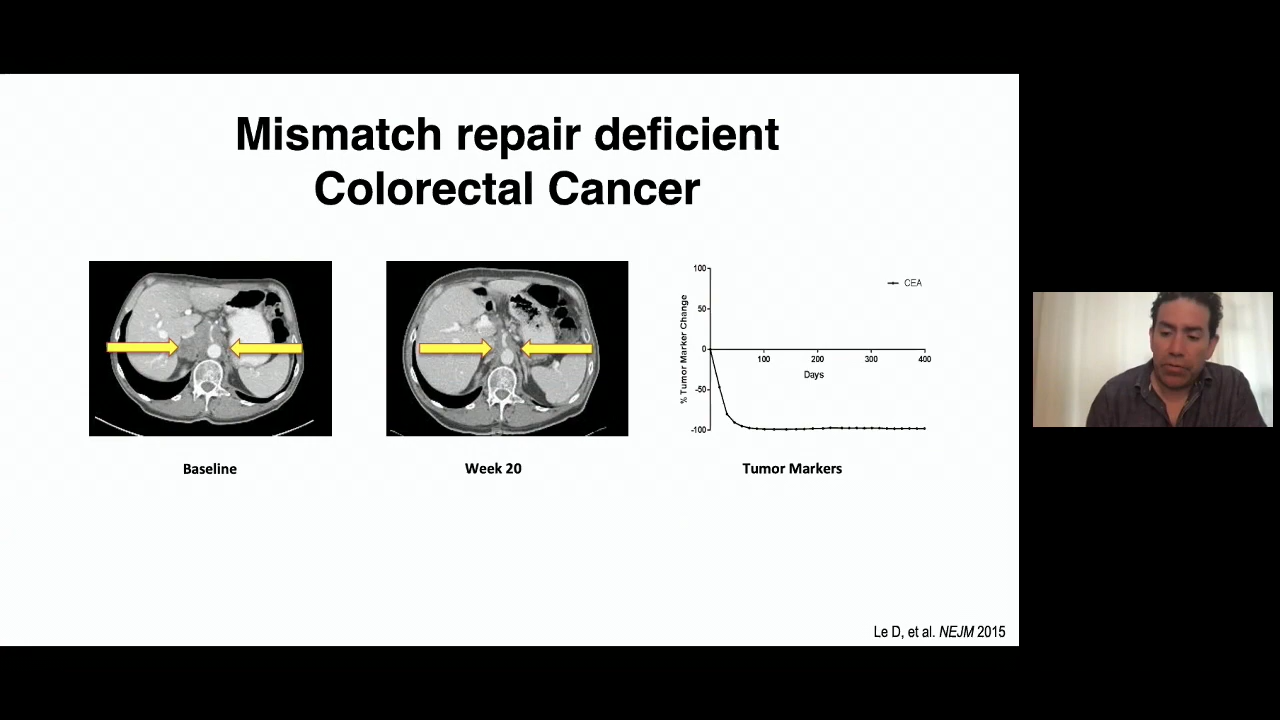 Mismatch repair deficient
Colorectal Cancer
Baseline
Week 20
% Tumor Marker Change
100
50
0
-50
-100
100
200
300
400
Days
CEA
Tumor Markers
Le D, et al. NEJM 2015